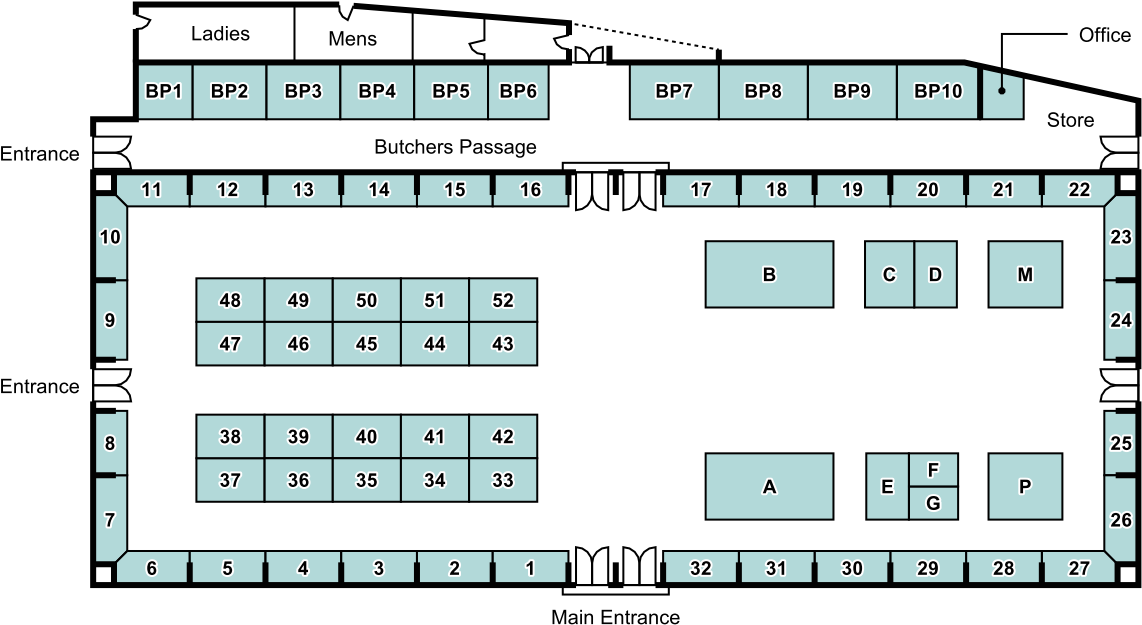 Ladies
Mens
Office
BP1 BP2 BP3 BP4 BP5 BP6 BP7 BP8 BP9 BP10
Store
Entrance
Butchers Passage
11 12 13 14 15 16 17 18 19 20 21 22
10 23
B C D M
48 49 50 51 52
9 24
47 46 45 44 43
Entrance
8 25
38 39 40 41 42
37 36 35 34 33
A E F G P
7 26
6 5 4 3 2 1 32 31 30 29 28 27
Main Entrance